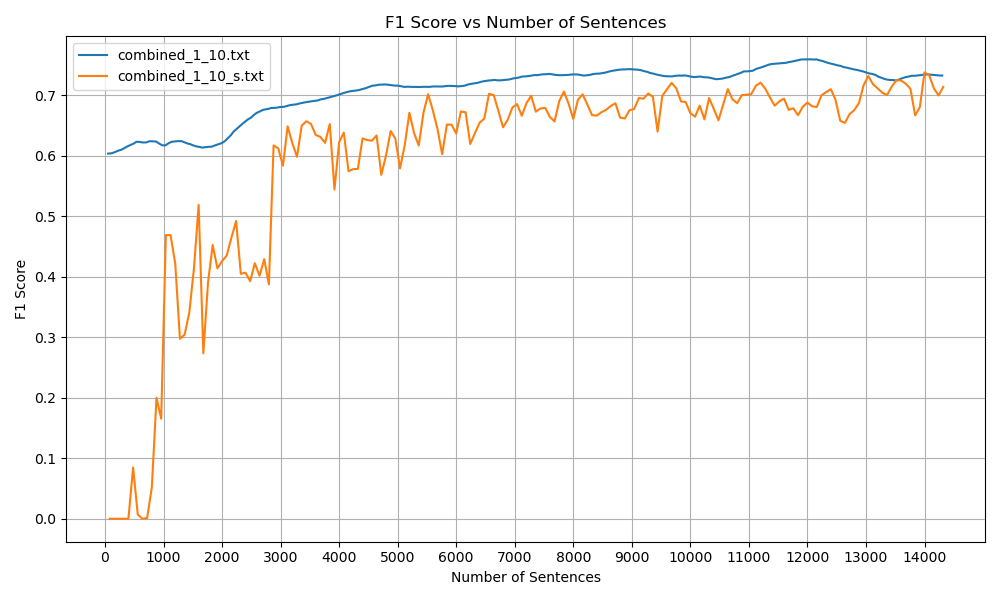 F1 Score vs Number of Sentences
combined_1_10.txt
combined_1_10_s.txt
F1 Score
0.7
0.6
0.5
0.4
0.3
0.2
0.1
0.0
0 1000 2000 3000 4000 5000 6000 7000 8000 9000 10000 11000 12000 13000 14000
Number of Sentences